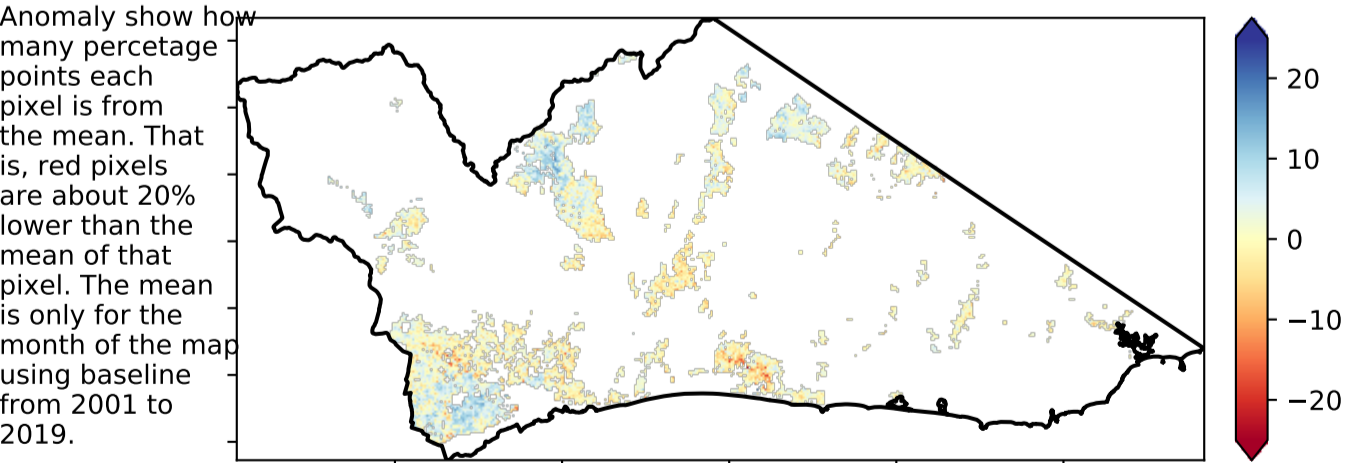 Anomaly show how
many percetage
points each
pixel is from
the mean. That
is, red pixels
are about 20%
lower than the
mean of that
pixel. The mean
is only for the
month of the map
using baseline
from 2001 to
2019.
20
10
0
−10
−20